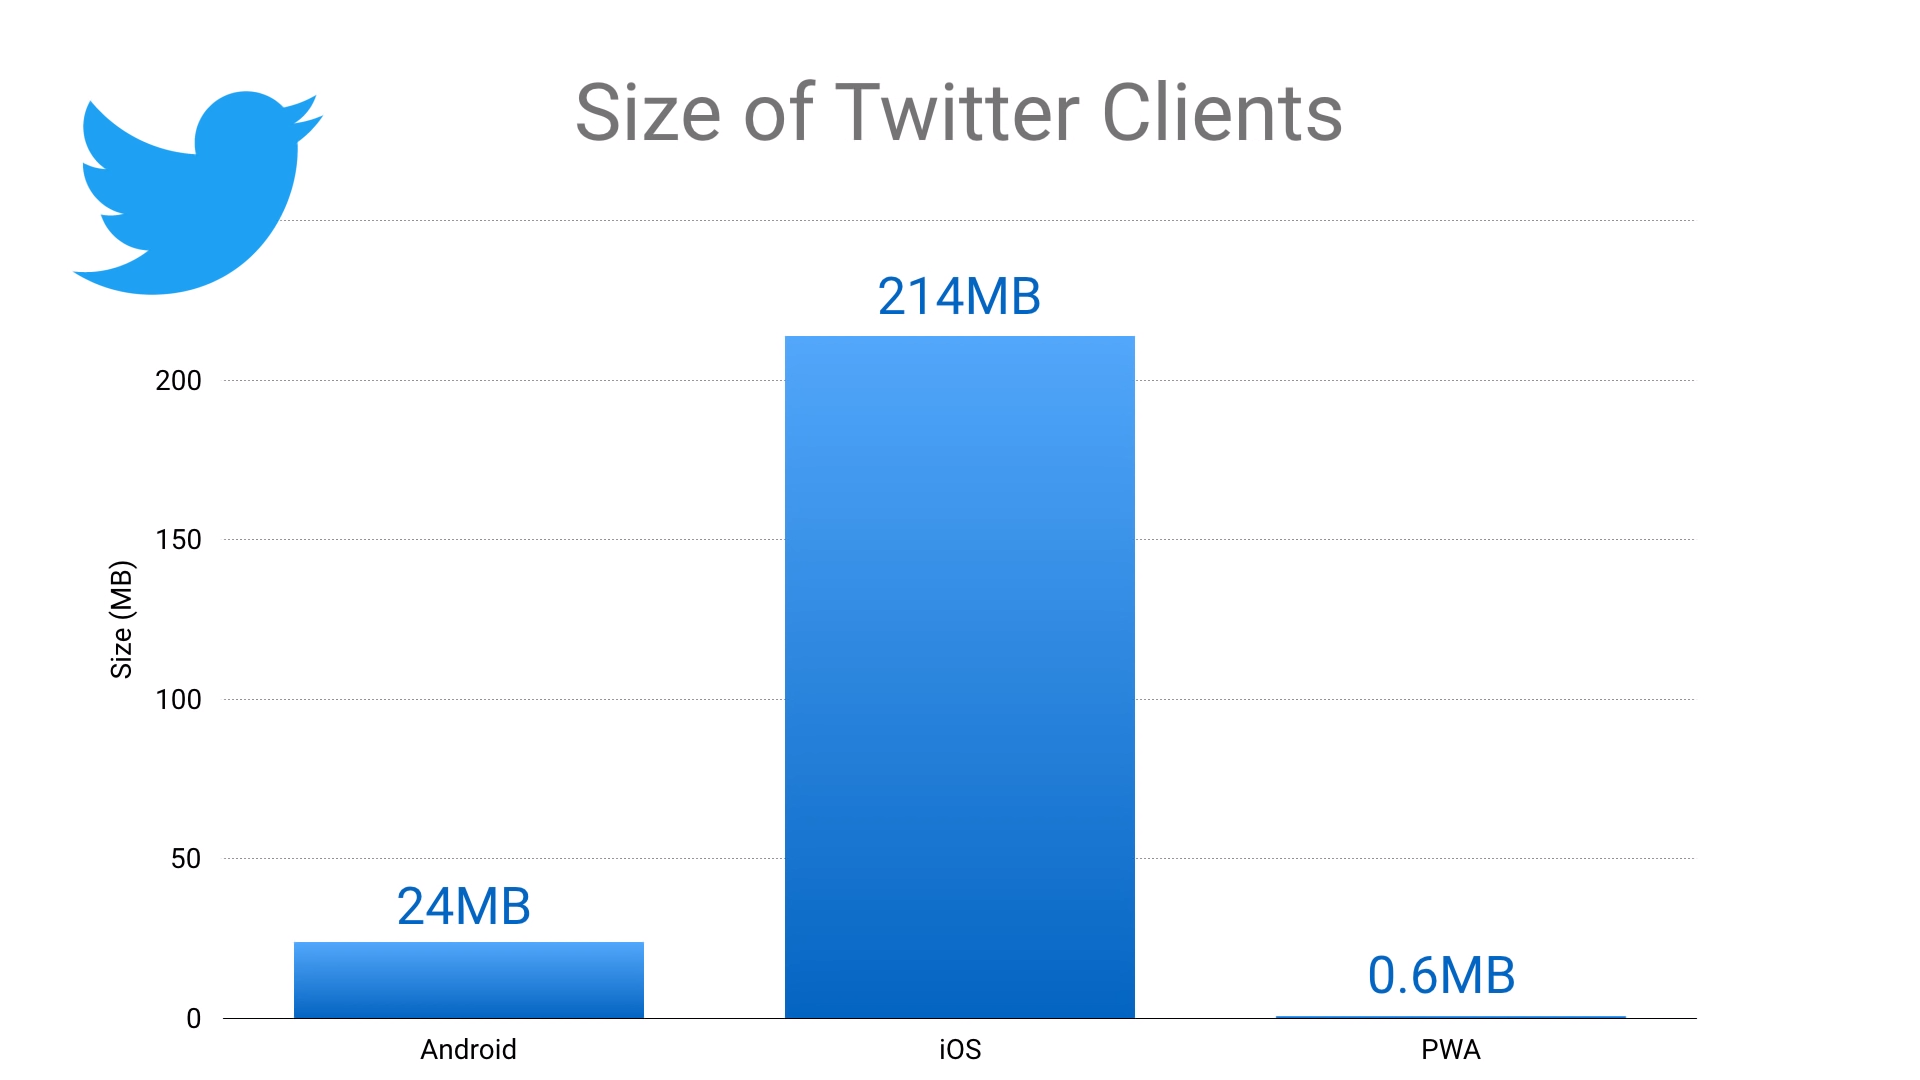 Size of Twitter Clients
214MB
200
150
Size (MB)
100
50
24MB
0.6MB
0
Android
iOS
PWA